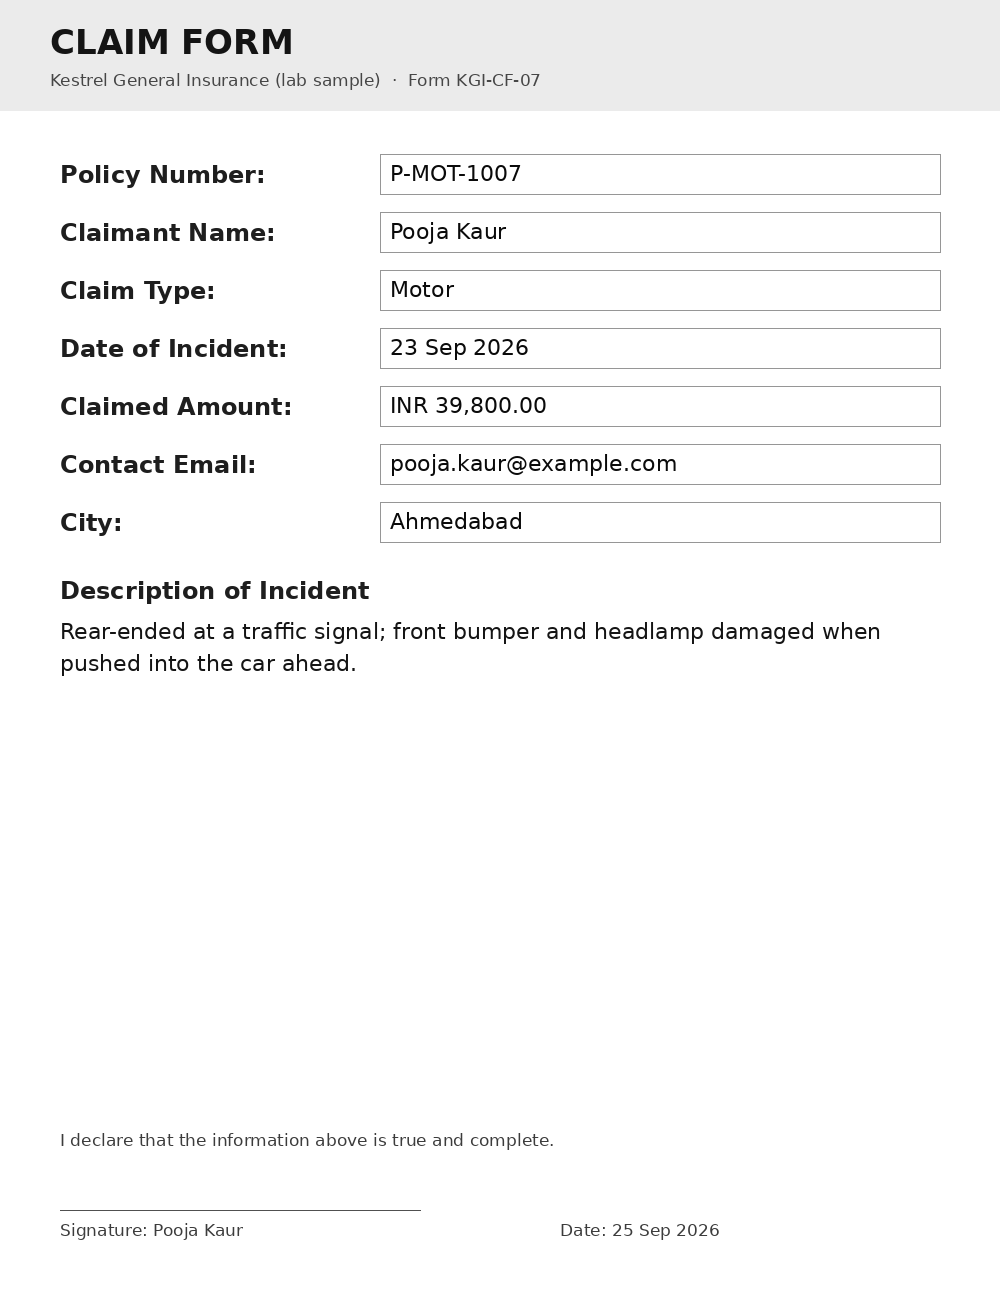 CLAIM FORM
Kestrel General Insurance (lab sample) · Form KGI-CF-07
Policy Number: P-MOT-1007
Claimant Name: Pooja Kaur
Claim Type: Motor
Date of Incident: 23 Sep 2026
Claimed Amount: INR 39,800.00
Contact Email: pooja.kaur@example.com
City: Ahmedabad
Description of Incident
Rear-ended at a traffic signal; front bumper and headlamp damaged when
pushed into the car ahead.
I declare that the information above is true and complete.
Signature: Pooja Kaur Date: 25 Sep 2026